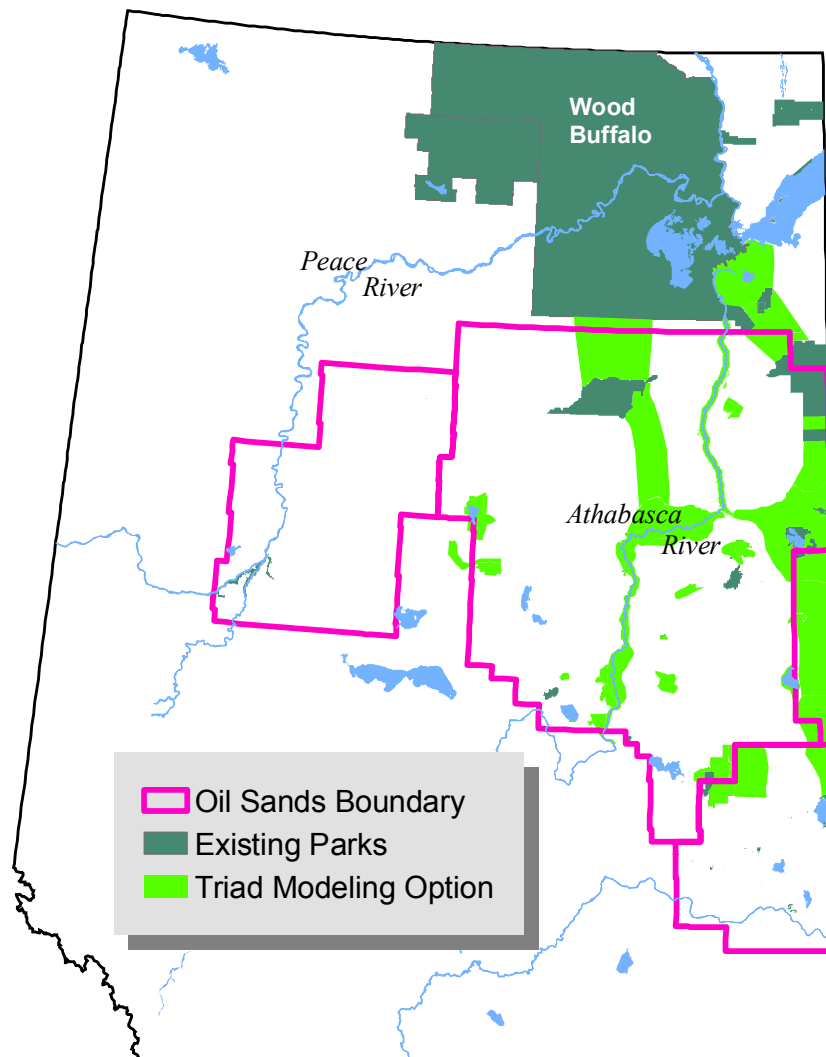 Wood
Buffalo
Peace
River
Athabasca
River
Oil Sands Boundary
Existing Parks
Triad Modeling Option